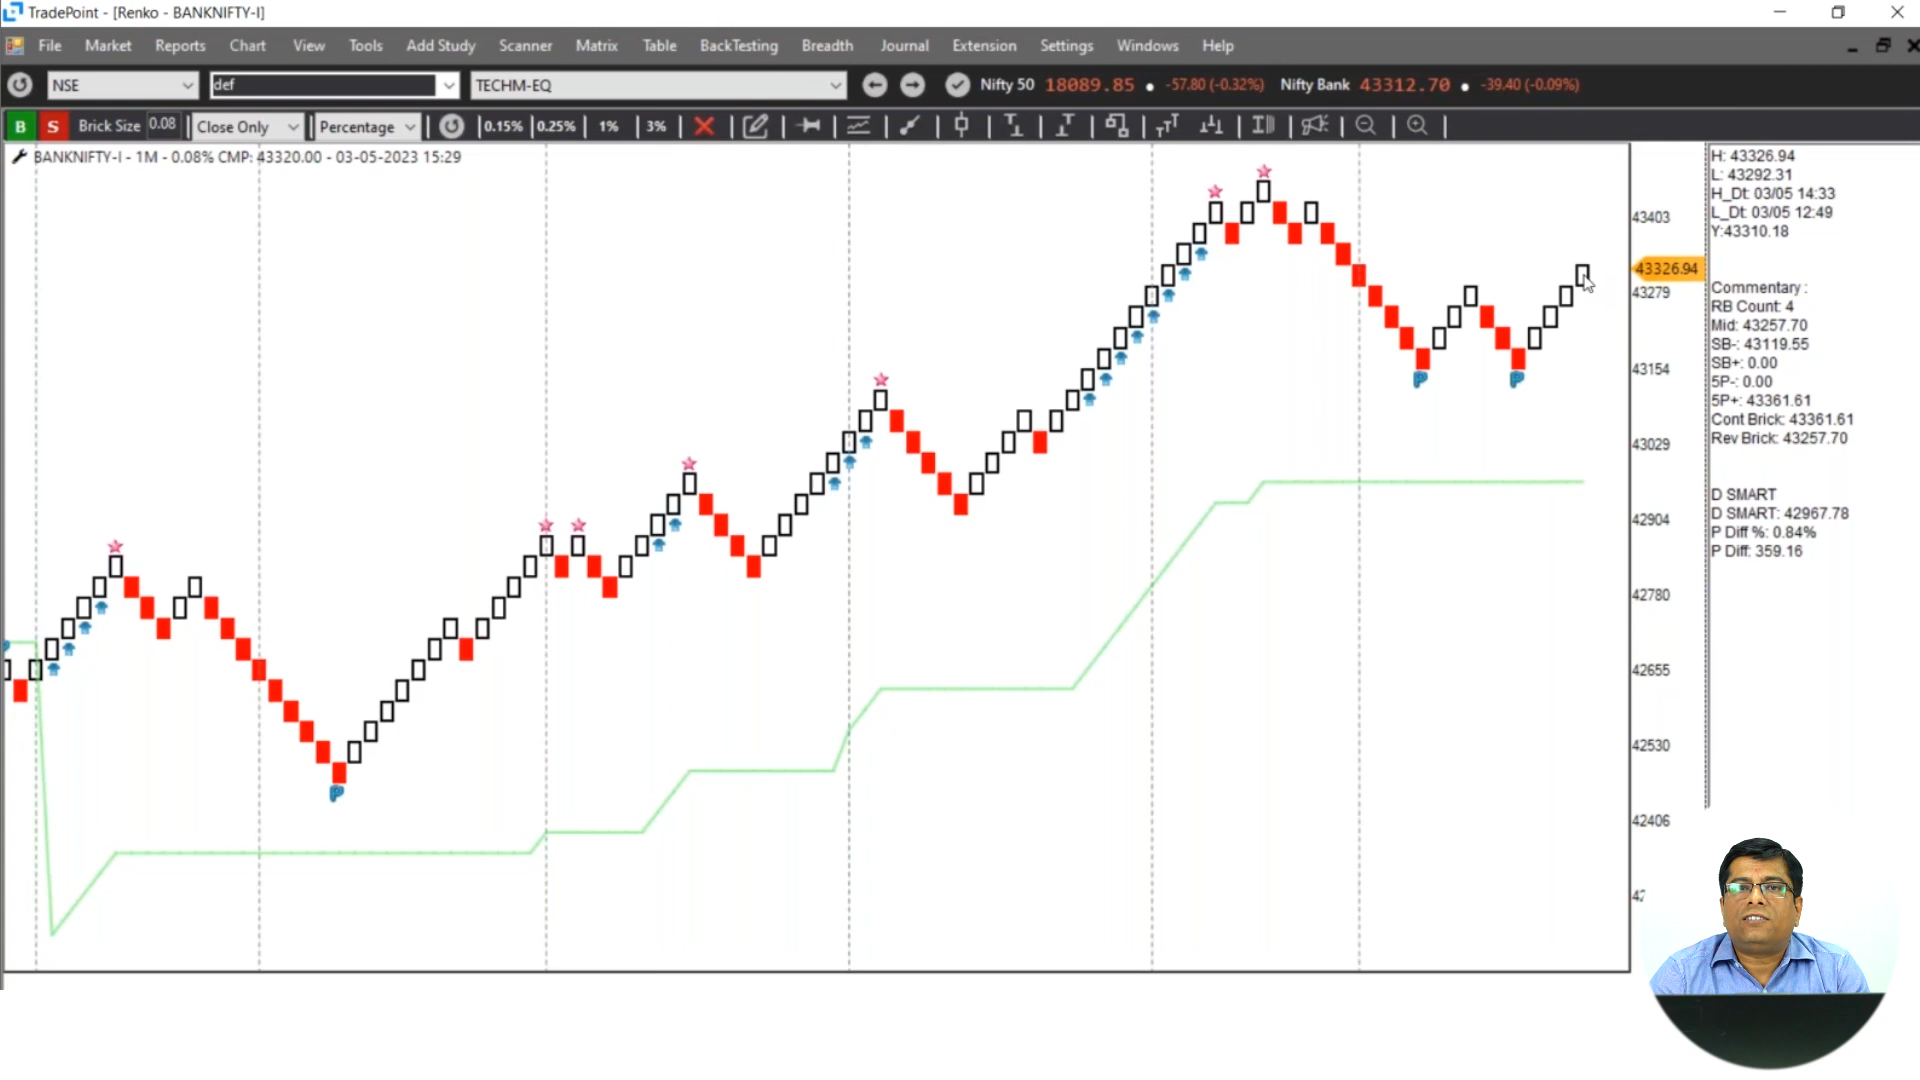 TradePoint - [Renko - BANKNIFTY-I]
File Market Reports Chart View Tools Add Study Scanner Matrix Table BackTesting Breadth Journal Extension Settings Windows Help
NSE def TECHM-EQ Nifty 50 18089.85 • -57.80 (-0.32%) Nifty Bank 43312.70 • -39.40 (-0.09%)
B S Brick Size 0.08 Close Only Percentage 0.15% 0.25% 1% 3%
BANKNIFTY-I - 1M - 0.08% CMP: 43320.00 - 03-05-2023 15:29
43403
43326.94
43279
43154
43029
42904
42780
42655
42530
42406
H: 43326.94
L: 43292.31
H_Dt: 03/05 14:33
L_Dt: 03/05 12:49
Y:43310.18
Commentary :
RB Count: 4
Mid: 43257.70
SB-: 43119.55
SB+: 0.00
5P-: 0.00
5P+: 43361.61
Cont Brick: 43361.61
Rev Brick: 43257.70
D SMART
D SMART: 42967.78
P Diff %: 0.84%
P Diff: 359.16
P
P
P